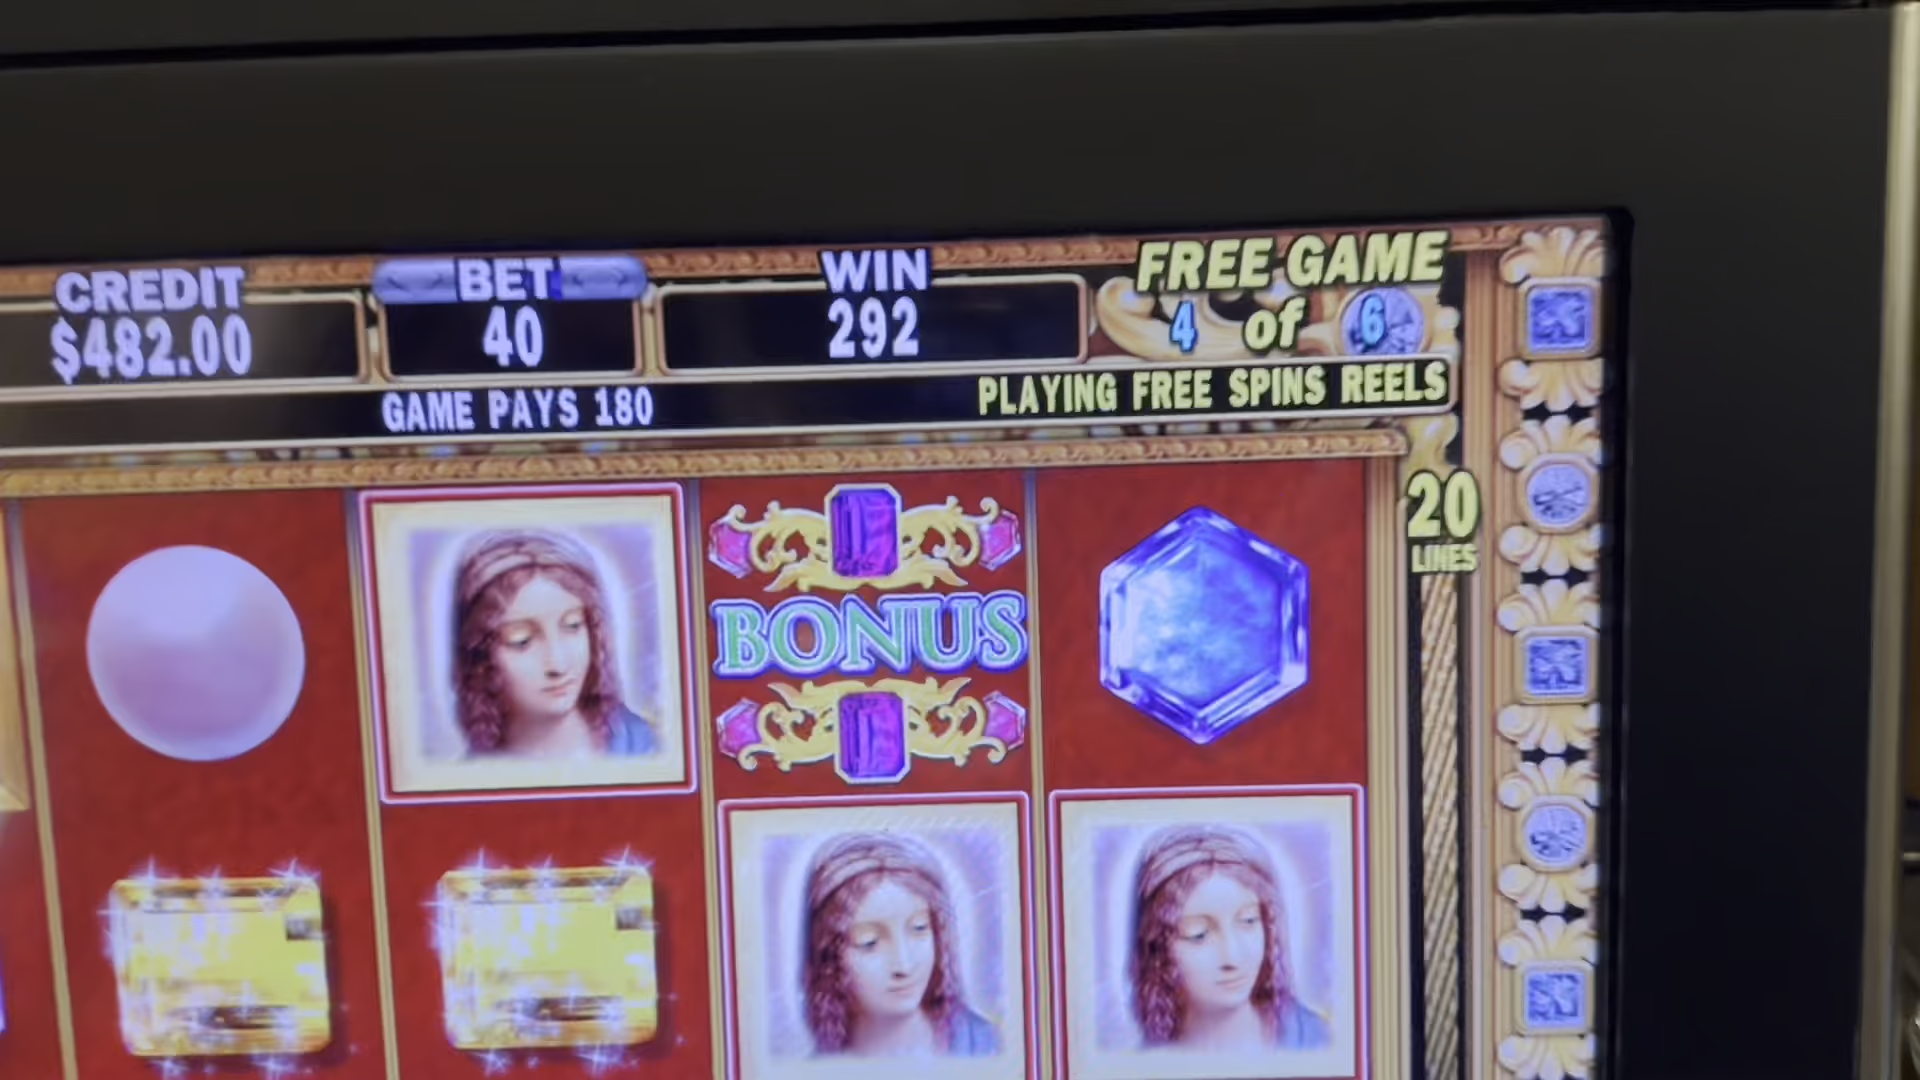 CREDIT
$482.00
BET
40
WIN
292
FREE GAME
4 of 6
GAME PAYS 180
PLAYING FREE SPINS REELS
20
LINES
BONUS